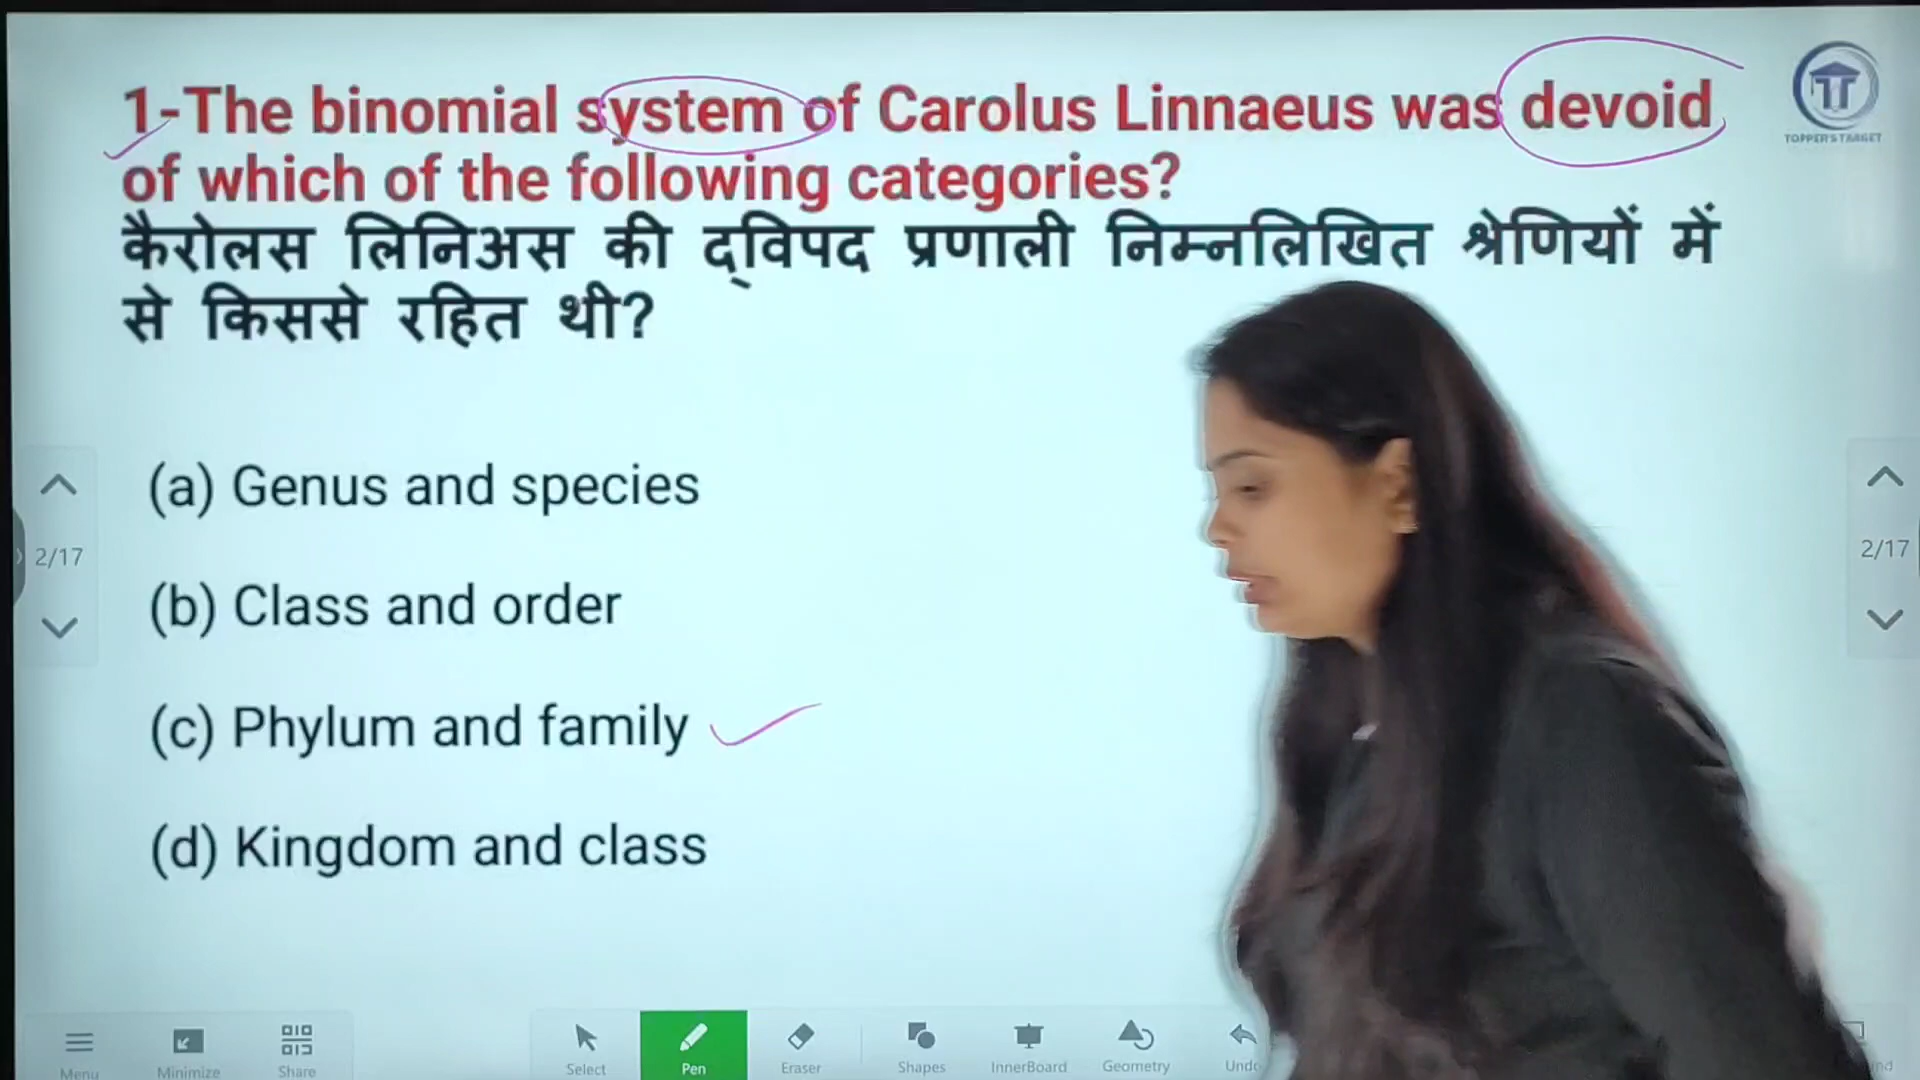 1-The binomial system of Carolus Linnaeus was devoid
of which of the following categories?
कैरोलस लिनिअस की द्विपद प्रणाली निम्नलिखित श्रेणियों में
से किससे रहित थी?
(a) Genus and species
(b) Class and order
(c) Phylum and family
(d) Kingdom and class
TOPPER'S TARGET
2/17
2/17
Menu
Minimize
Share
Select
Pen
Eraser
Shapes
InnerBoard
Geometry
Undo